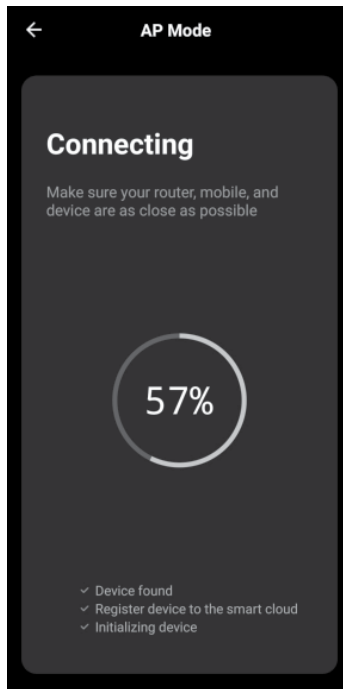 AP Mode
Connecting
Make sure your router, mobile, and
device are as close as possible
57%
Device found
Register device to the smart cloud
Initializing device